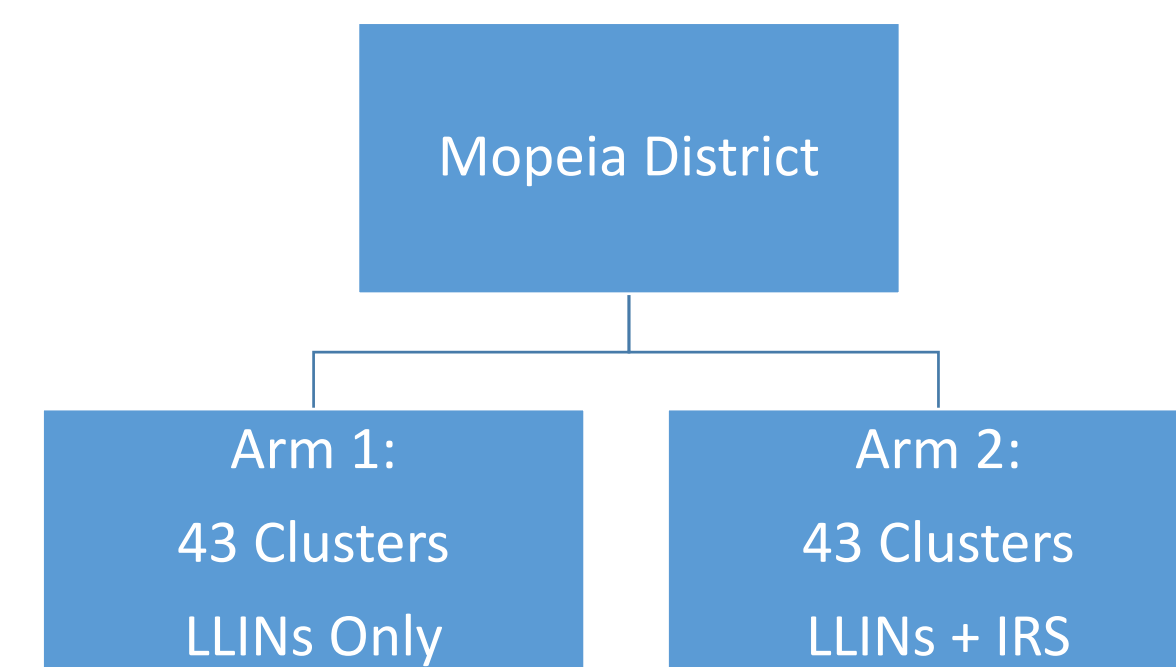 Mopeia District
Arm 1:
43 Clusters
LLINs Only
Arm 2:
43 Clusters
LLINs + IRS